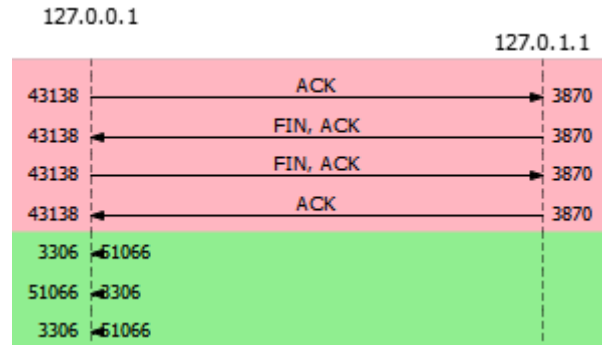 127.0.0.1
127.0.1.1
43138 ACK 3870
43138 FIN, ACK 3870
43138 FIN, ACK 3870
43138 ACK 3870
3306 51066
51066 3306
3306 51066